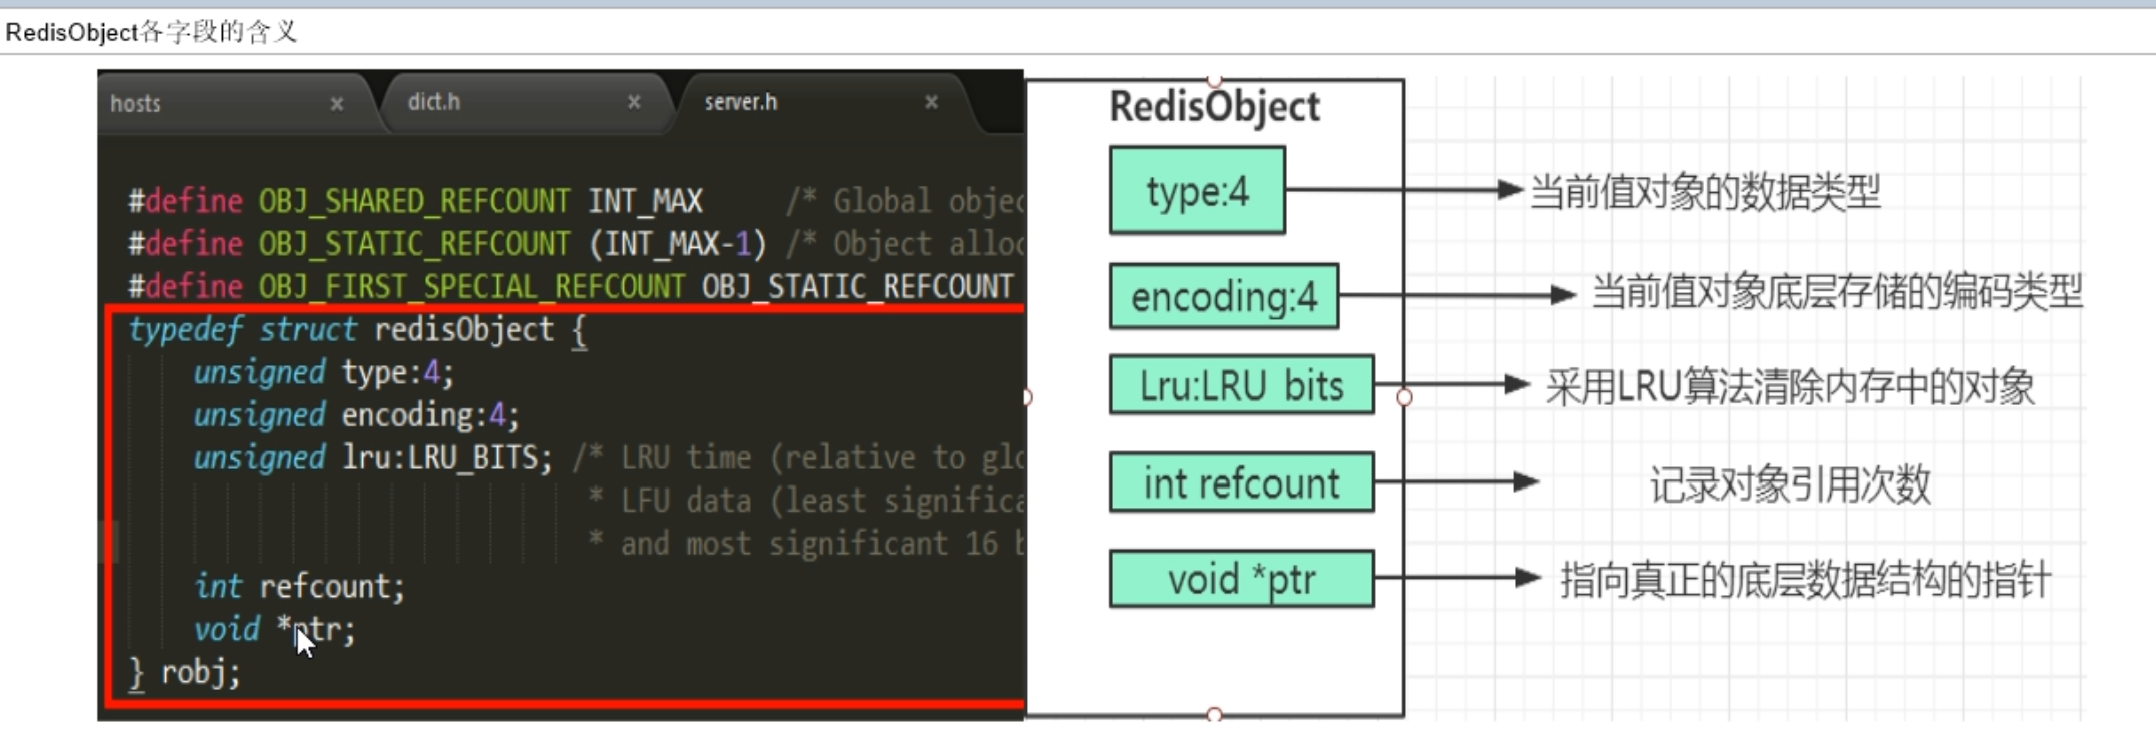 RedisObject各字段的含义
hosts × dict.h × server.h ×
#define OBJ_SHARED_REFCOUNT INT_MAX /* Global objec
#define OBJ_STATIC_REFCOUNT (INT_MAX-1) /* Object alloc
#define OBJ_FIRST_SPECIAL_REFCOUNT OBJ_STATIC_REFCOUNT
typedef struct redisObject {
unsigned type:4;
unsigned encoding:4;
unsigned lru:LRU_BITS; /* LRU time (relative to glo
* LFU data (least significa
* and most significant 16 b
int refcount;
void *ptr;
} robj;
RedisObject
type:4
当前值对象的数据类型
encoding:4
当前值对象底层存储的编码类型
Lru:LRU bits
采用LRU算法清除内存中的对象
int refcount
记录对象引用次数
void *ptr
指向真正的底层数据结构的指针